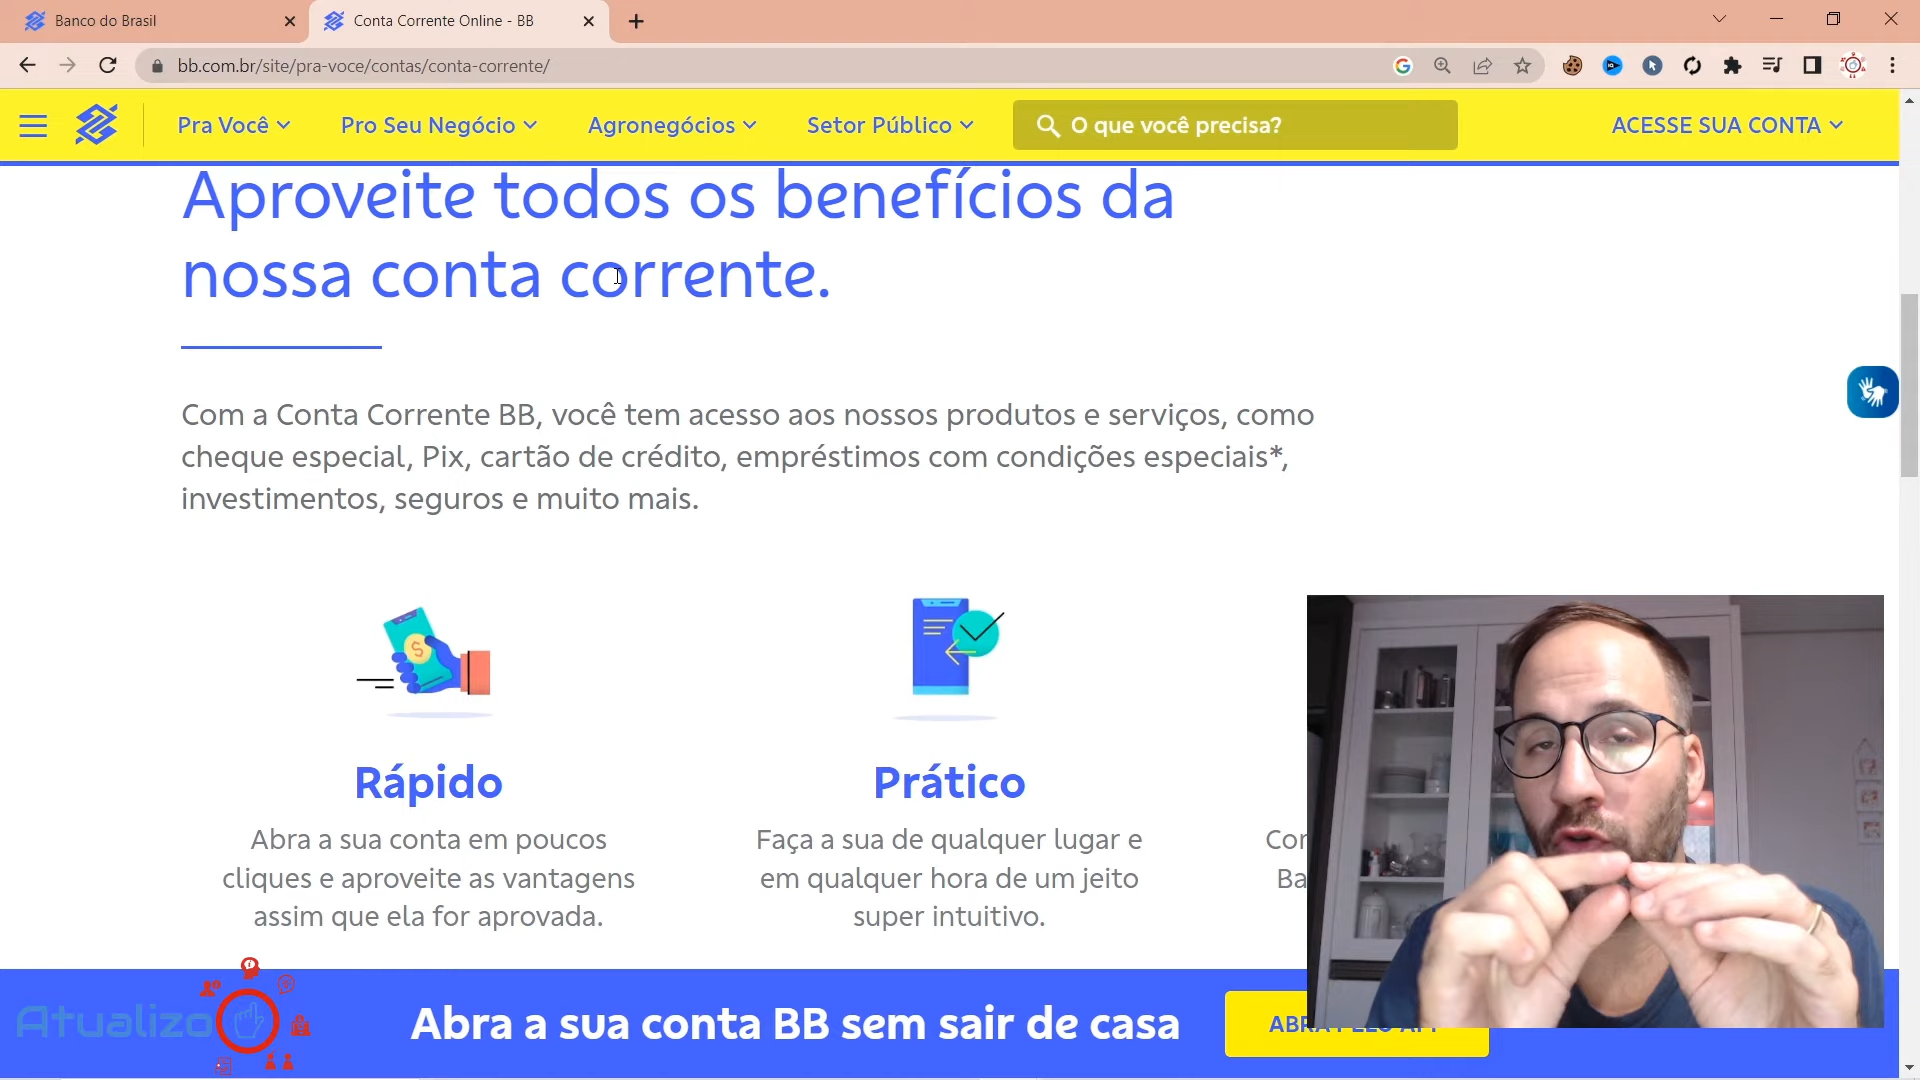 Banco do Brasil
Conta Corrente Online - BB
bb.com.br/site/pra-voce/contas/conta-corrente/
Pra Você
Pro Seu Negócio
Agronegócios
Setor Público
O que você precisa?
ACESSE SUA CONTA
Aproveite todos os benefícios da
nossa conta corrente.
Com a Conta Corrente BB, você tem acesso aos nossos produtos e serviços, como
cheque especial, Pix, cartão de crédito, empréstimos com condições especiais*,
investimentos, seguros e muito mais.
Rápido
Abra a sua conta em poucos
cliques e aproveite as vantagens
assim que ela for aprovada.
Prático
Faça a sua de qualquer lugar e
em qualquer hora de um jeito
super intuitivo.
Atualizo
Abra a sua conta BB sem sair de casa